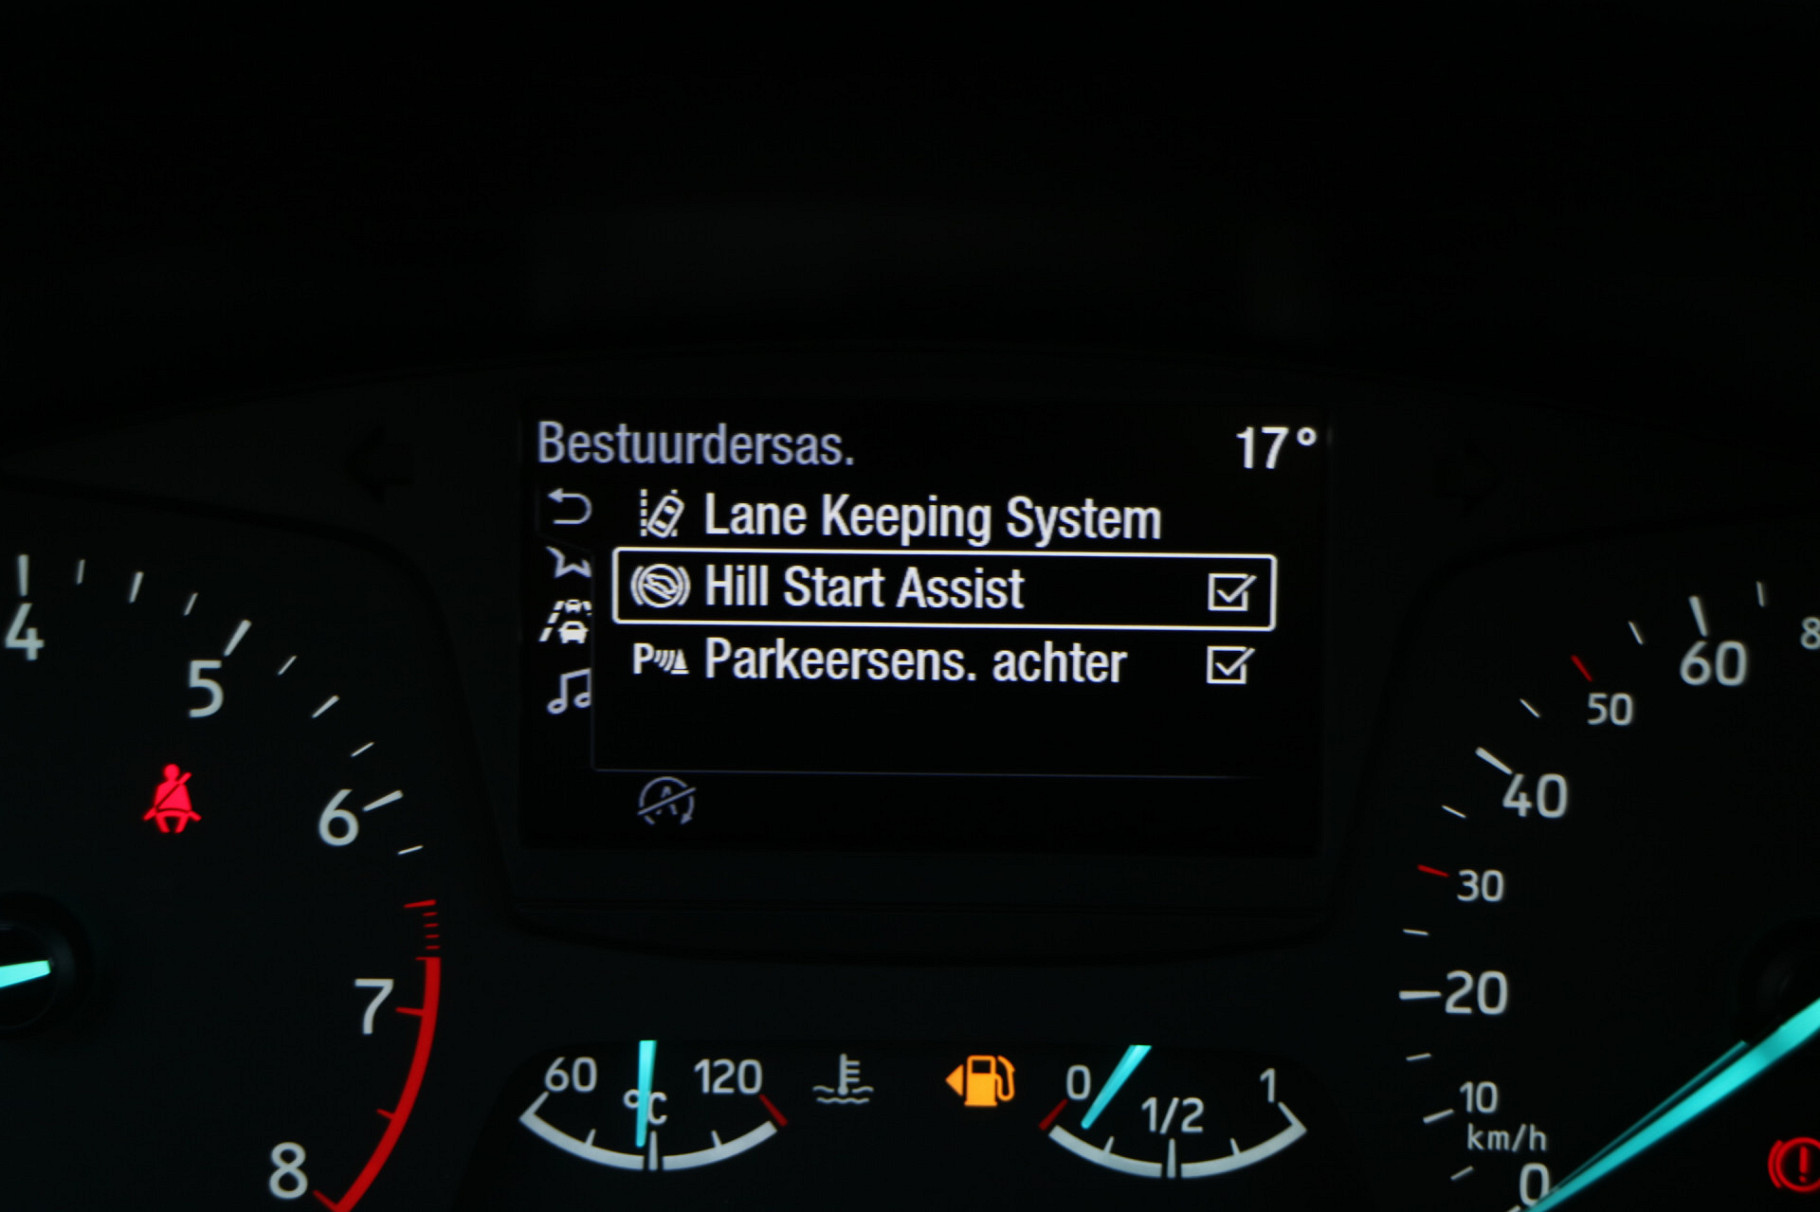 Bestuurdersas. 17°
Lane Keeping System
Hill Start Assist
P Parkeersens. achter
4
5
6
7
8
60 °C 120
0 1/2 1
60
50
40
30
20
10
km/h
0